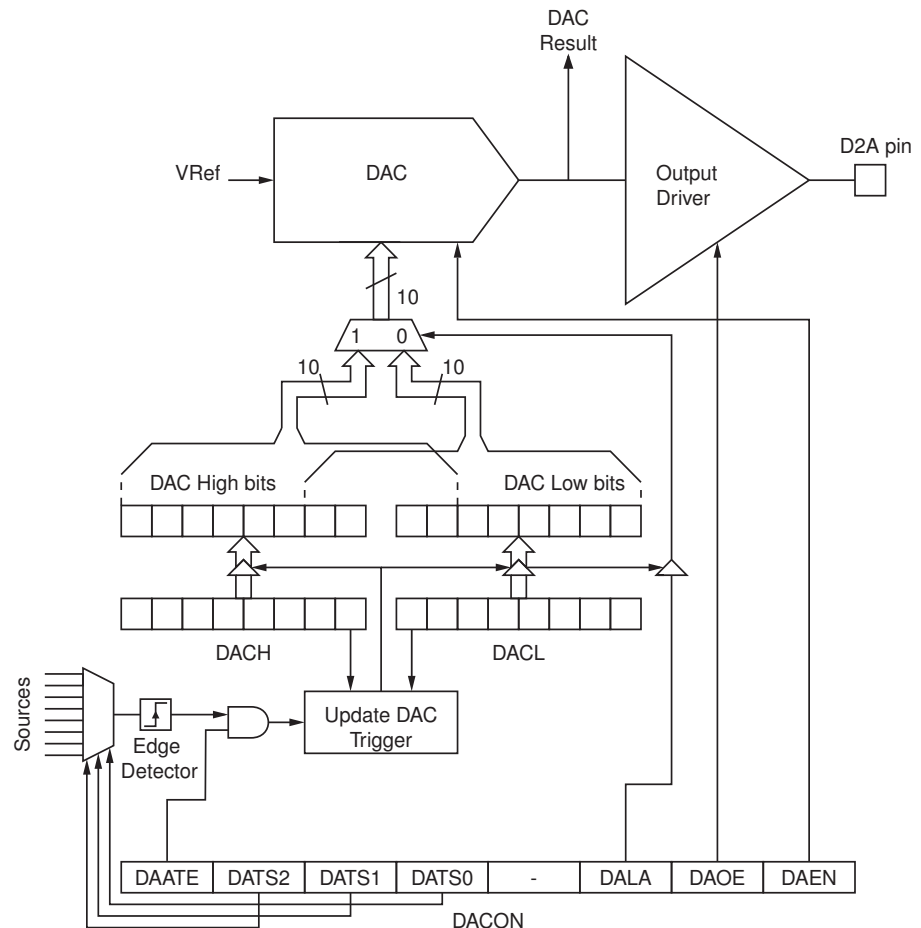 DAC
Result
D2A pin
VRef
DAC
Output
Driver
10
1 0
10
10
DAC High bits
DAC Low bits
DACH
DACL
Sources
Edge
Detector
Update DAC
Trigger
DAATE DATS2 DATS1 DATS0 - DALA DAOE DAEN
DACON